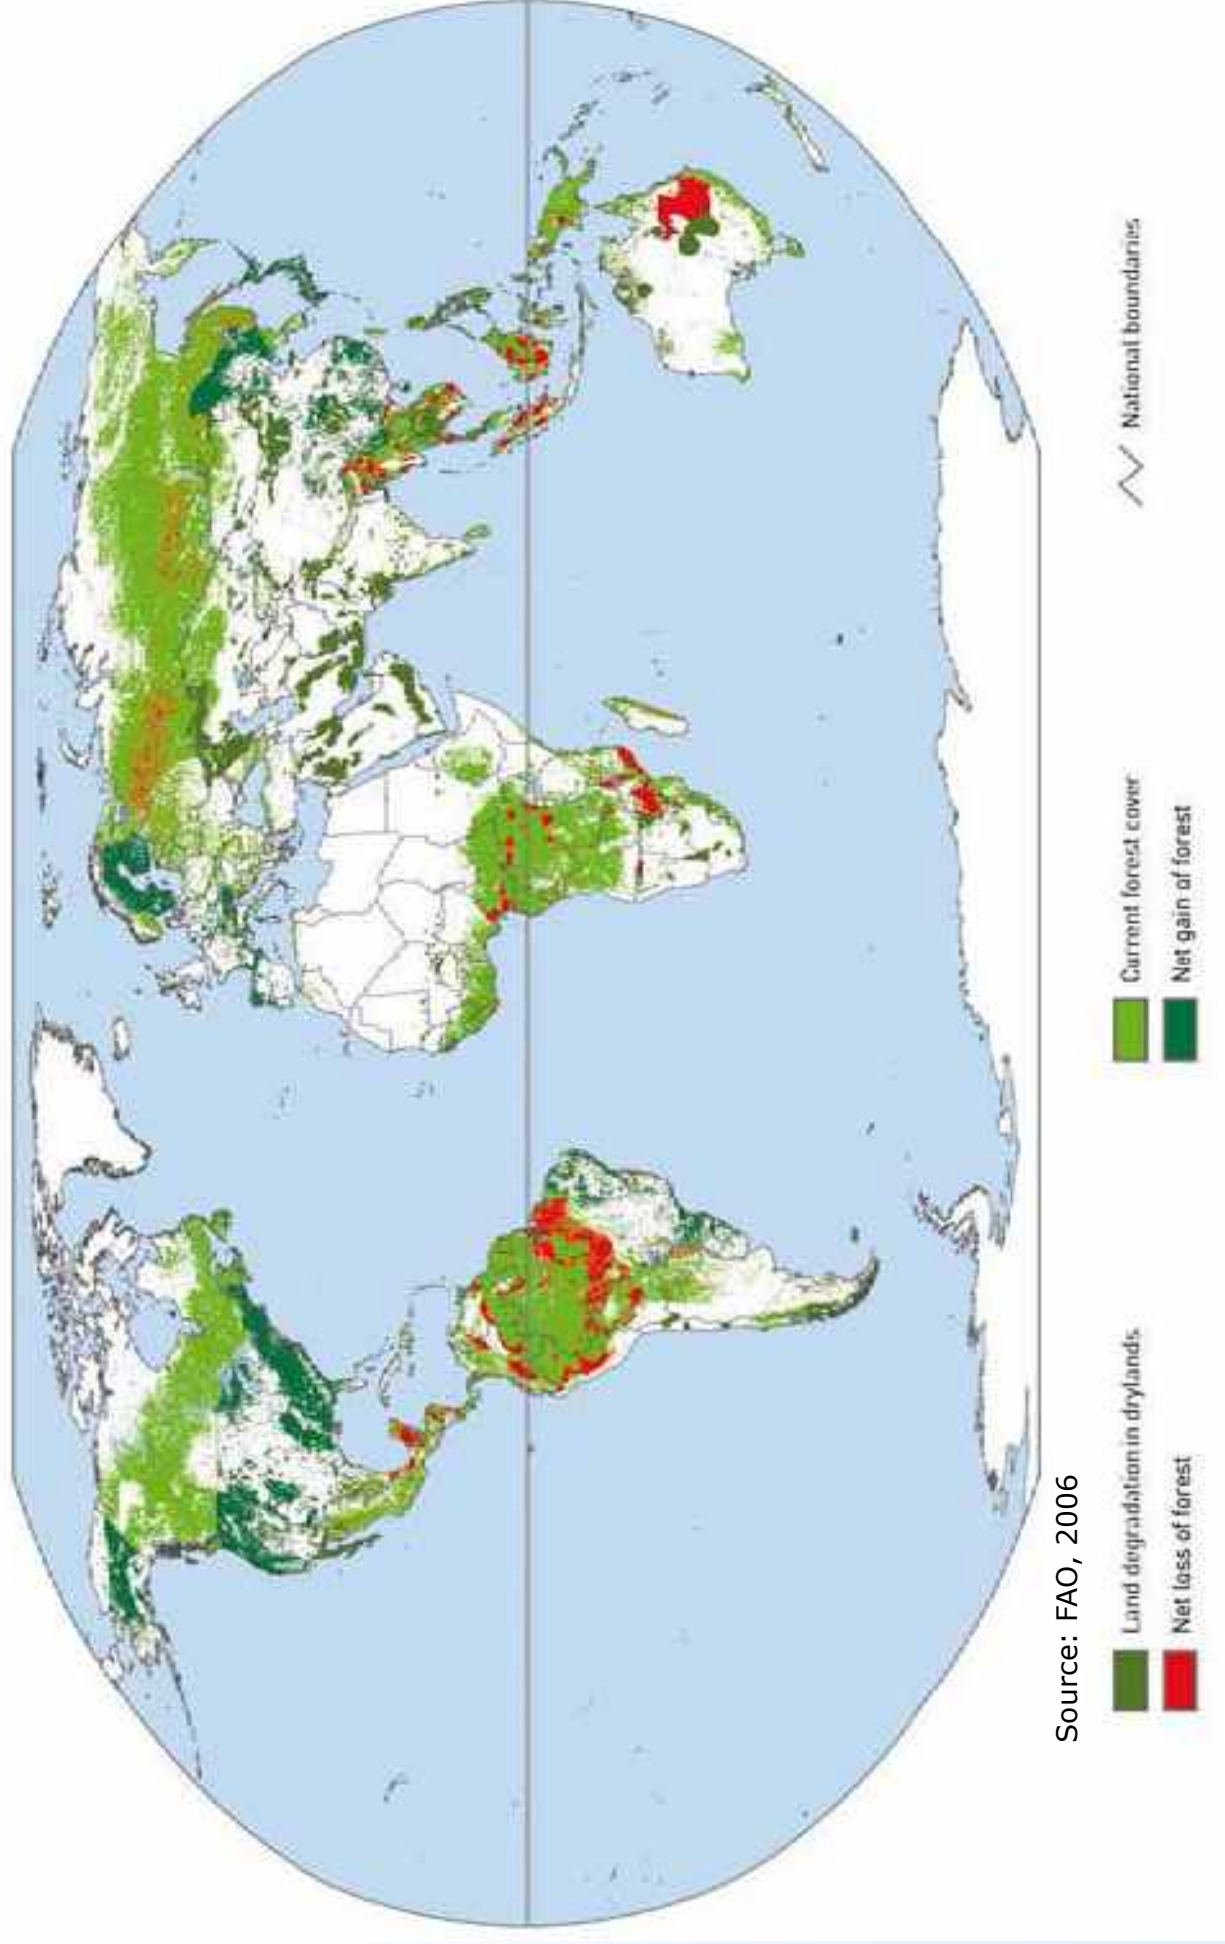 Source: FAO, 2006
Land degradation in drylands
Net loss of forest
Current forest cover
Net gain of forest
National boundaries